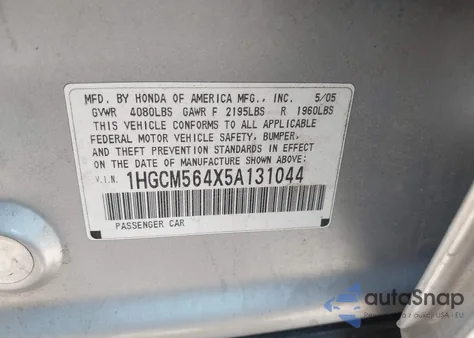 MFD. BY HONDA OF AMERICA MFG., INC. 5/05
GVWR 4080LBS GAWR F 2195LBS R 1960LBS
THIS VEHICLE CONFORMS TO ALL APPLICABLE
FEDERAL MOTOR VEHICLE SAFETY, BUMPER,
AND THEFT PREVENTION STANDARDS IN EFFECT
ON THE DATE OF MANUFACTURE SHOWN ABOVE:
V.I.N. 1HGCM564X5A131044
PASSENGER CAR
autoSnap